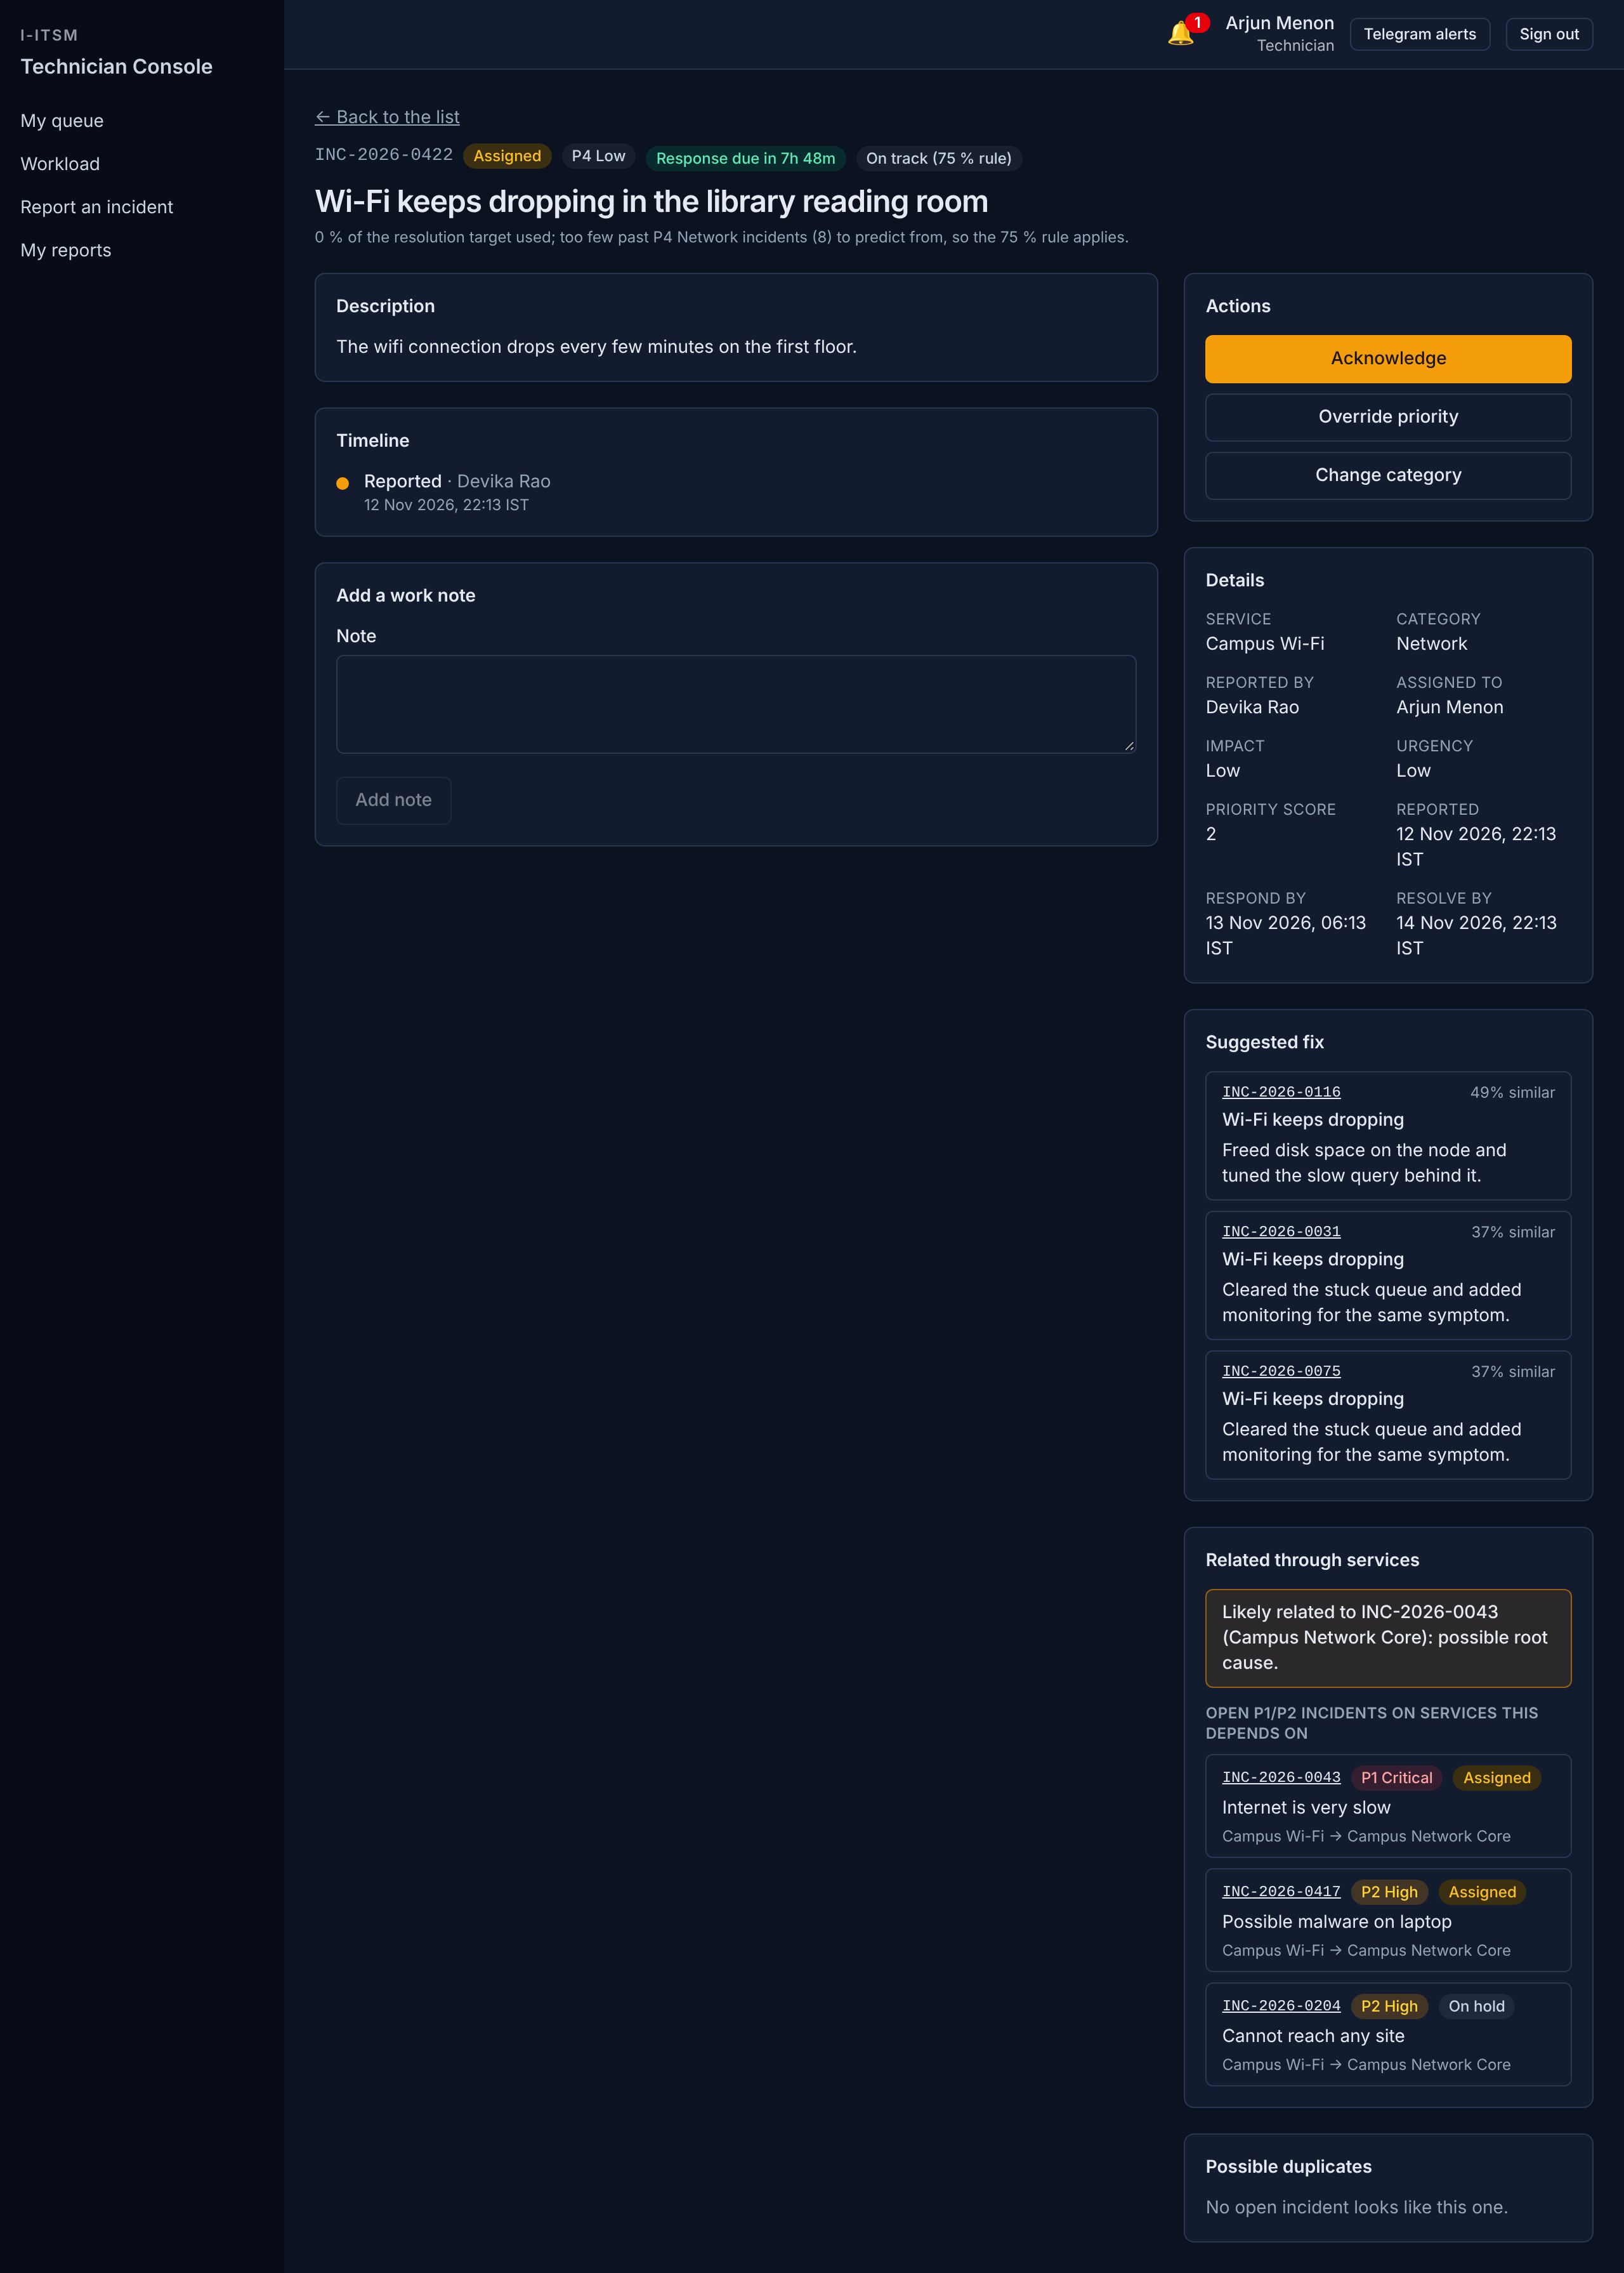 I-ITSM
Technician Console
My queue
Workload
Report an incident
My reports
1
Arjun Menon
Technician
Telegram alerts
Sign out
← Back to the list
INC-2026-0422 Assigned P4 Low Response due in 7h 48m On track (75 % rule)
Wi-Fi keeps dropping in the library reading room
0 % of the resolution target used; too few past P4 Network incidents (8) to predict from, so the 75 % rule applies.
Description
The wifi connection drops every few minutes on the first floor.
Timeline
Reported · Devika Rao
12 Nov 2026, 22:13 IST
Add a work note
Note
Add note
Actions
Acknowledge
Override priority
Change category
Details
SERVICE CATEGORY
Campus Wi-Fi Network
REPORTED BY ASSIGNED TO
Devika Rao Arjun Menon
IMPACT URGENCY
Low Low
PRIORITY SCORE REPORTED
2 12 Nov 2026, 22:13
IST
RESPOND BY RESOLVE BY
13 Nov 2026, 06:13 14 Nov 2026, 22:13
IST IST
Suggested fix
INC-2026-0116 49% similar
Wi-Fi keeps dropping
Freed disk space on the node and
tuned the slow query behind it.
INC-2026-0031 37% similar
Wi-Fi keeps dropping
Cleared the stuck queue and added
monitoring for the same symptom.
INC-2026-0075 37% similar
Wi-Fi keeps dropping
Cleared the stuck queue and added
monitoring for the same symptom.
Related through services
Likely related to INC-2026-0043
(Campus Network Core): possible root
cause.
OPEN P1/P2 INCIDENTS ON SERVICES THIS
DEPENDS ON
INC-2026-0043 P1 Critical Assigned
Internet is very slow
Campus Wi-Fi → Campus Network Core
INC-2026-0417 P2 High Assigned
Possible malware on laptop
Campus Wi-Fi → Campus Network Core
INC-2026-0204 P2 High On hold
Cannot reach any site
Campus Wi-Fi → Campus Network Core
Possible duplicates
No open incident looks like this one.